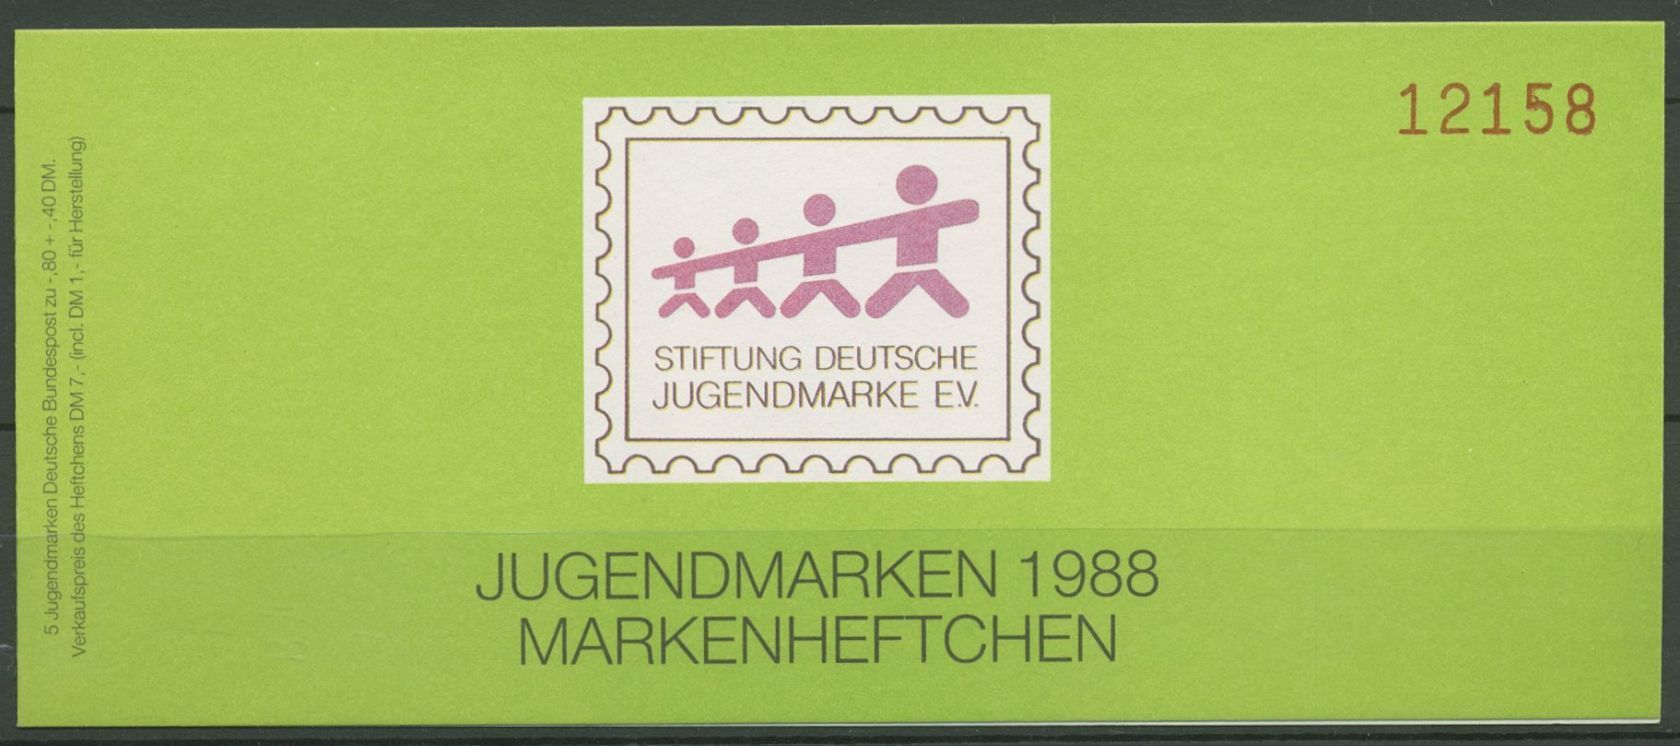 12158
STIFTUNG DEUTSCHE
JUGENDMARKE E.V.
JUGENDMARKEN 1988
MARKENHEFTCHEN
5 Jugendmarken Deutsche Bundespost zu -,80 + -,40 DM.
Verkaufspreis des Heftchens DM 7,- (incl. DM 1,- für Herstellung)